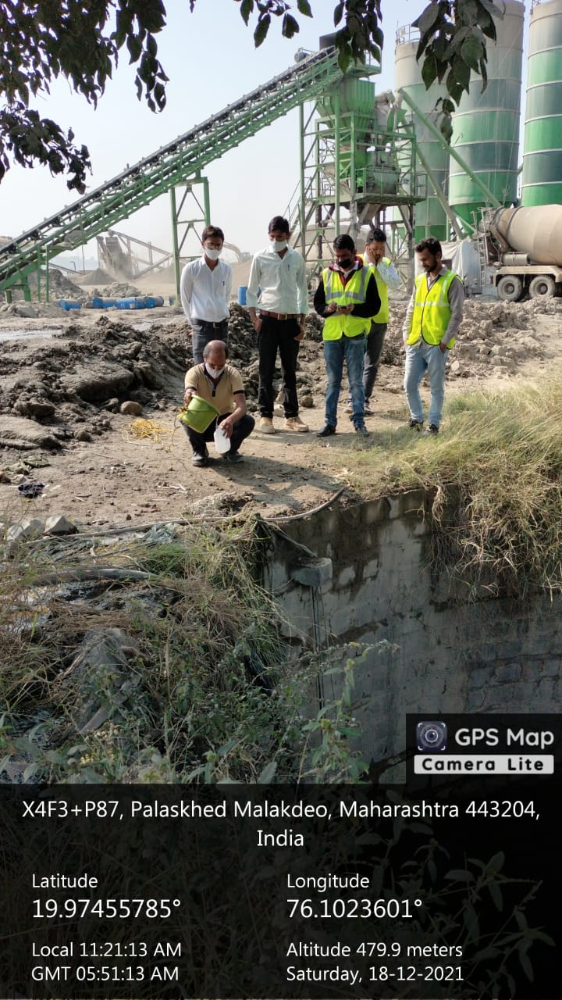 GPS Map
Camera Lite
X4F3+P87, Palaskhed Malakdeo, Maharashtra 443204,
India
Latitude
19.97455785°
Longitude
76.1023601°
Local 11:21:13 AM
GMT 05:51:13 AM
Altitude 479.9 meters
Saturday, 18-12-2021